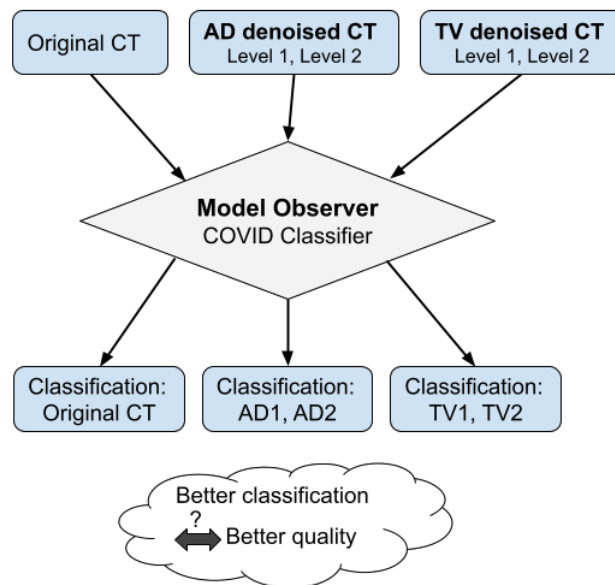 Original CT
AD denoised CT
Level 1, Level 2
TV denoised CT
Level 1, Level 2
Model Observer
COVID Classifier
Classification:
Original CT
Classification:
AD1, AD2
Classification:
TV1, TV2
Better classification
?
Better quality